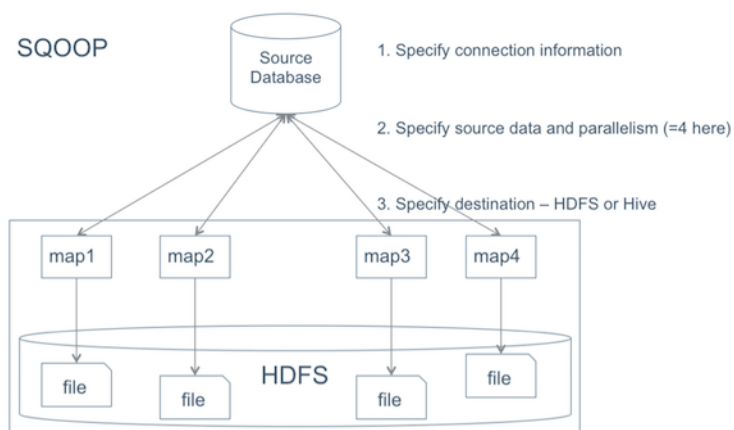 SQOOP
Source
Database
1. Specify connection information
2. Specify source data and parallelism (=4 here)
3. Specify destination – HDFS or Hive
map1
map2
map3
map4
HDFS
file
file
file
file